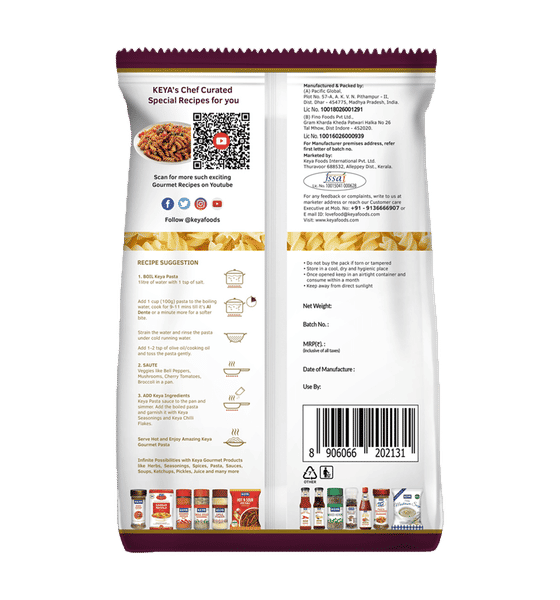 KEYA's Chef Curated
Special Recipes for you
Scan for more such exciting
Gourmet Recipes on Youtube
Follow @keyafoods
RECIPE SUGGESTION
1. BOIL Keya Pasta
1 litre of water with 1 tsp of salt.
Add 1 cup (100g) pasta to the boiling
water. cook for 9-11 mins till it's Al
Dente or a minute more for a softer
bite.
Strain the water and rinse the pasta
under cold running water.
Add 1-2 tsp of olive oil/cooking oil
and toss the pasta gently.
2. SAUTE
Veggies like Bell Peppers,
Mushrooms, Cherry Tomatoes,
Broccoli in a pan.
3. ADD Keya Ingredients
Keya Pasta sauce to the pan and
simmer. Add the boiled pasta
and garnish it with Keya
Seasonings and Keya Chili
Flakes.
Serve Hot and Enjoy Amazing Keya
Gourmet Pasta
Infinite Possibilities with Keya Gourmet Products
like Herbs, Seasonings, Spices, Pasta, Sauces,
Soups, Ketchups, Pickles, Juice and many more
Manufactured & Packed by:
(A) Pacific Global,
Plot No. 57-A, A. K. V. N. Pithampur - II,
Dist. Dhar - 454775, Madhya Pradesh, India.
Lic No. 10018026001291
(B) Fino Foods Pvt Ltd.,
Gram Kharda Kheda Patwari Halka No 26
Tal Mhow, Dist Indore - 452020.
Lic No. 10016026000939
For Manufacturer premises address, refer
first letter of batch no.
Marketed by:
Keya Foods International Pvt. Ltd.
Thuravoor 688532, Alleppey Dist., Kerala.
fssai
Lic. No. 10013041000628
For any feedback or complaints, write to us at
marketer address or reach our Customer care
Executive at Mob. No: +91 - 9136666907 or
E mail ID: lovefood@keyafoods.com
Visit: www.keyafoods.com
• Do not buy the pack if torn or tampered
• Store in a cool, dry and hygienic place
• Once opened keep in an airtight container and
consume within a month
• Keep away from direct sunlight
Net Weight:
Batch No. :
MRP(₹). :
(Inclusive of all taxes)
Date of Manufacture :
Use By:
8 906066 202131